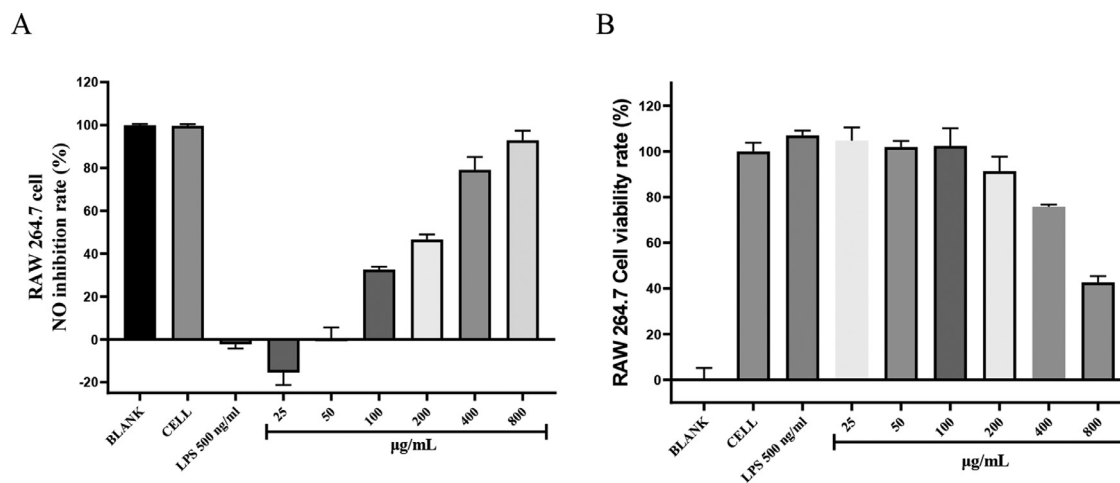 A
B
RAW 264.7 cell
NO inhibition rate (%)
120
100
80
60
40
20
0
-20
BLANK
CELL
LPS 500 ng/ml
25
50
100
200
400
800
µg/mL
RAW 264.7 Cell viability rate (%)
120
100
80
60
40
20
0
BLANK
CELL
LPS 500 ng/ml
25
50
100
200
400
800
µg/mL